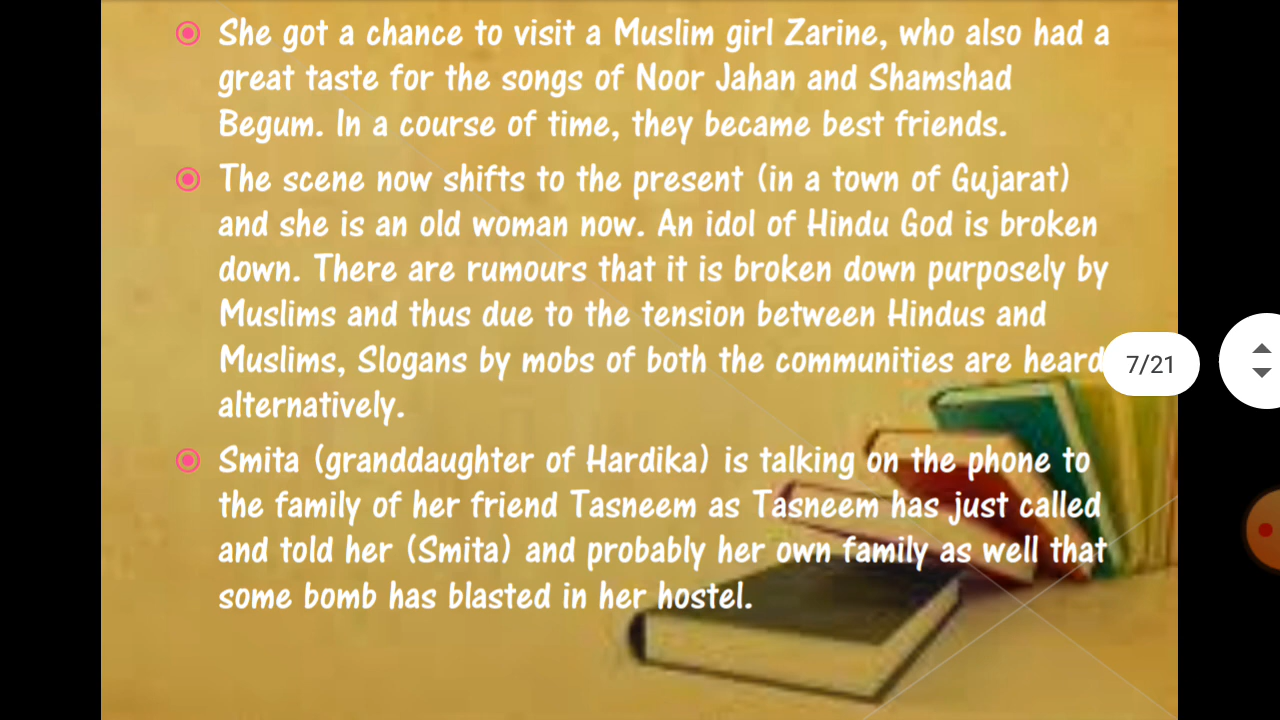 She got a chance to visit a Muslim girl Zarine, who also had a
great taste for the songs of Noor Jahan and Shamshad
Begum. In a course of time, they became best friends.
The scene now shifts to the present (in a town of Gujarat)
and she is an old woman now. An idol of Hindu God is broken
down. There are rumours that it is broken down purposely by
Muslims and thus due to the tension between Hindus and
Muslims, Slogans by mobs of both the communities are heard
alternatively.
7/21
Smita (granddaughter of Hardika) is talking on the phone to
the family of her friend Tasneem as Tasneem has just called
and told her (Smita) and probably her own family as well that
some bomb has blasted in her hostel.